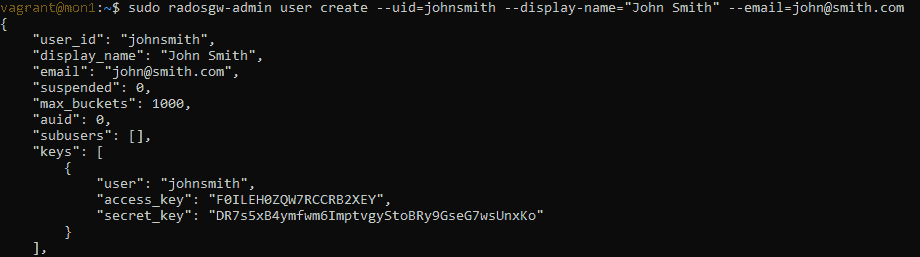 vagrant@mon1:~$ sudo radosgw-admin user create --uid=johnsmith --display-name="John Smith" --email=john@smith.com
{
    "user_id": "johnsmith",
    "display_name": "John Smith",
    "email": "john@smith.com",
    "suspended": 0,
    "max_buckets": 1000,
    "auid": 0,
    "subusers": [],
    "keys": [
        {
            "user": "johnsmith",
            "access_key": "F0ILEH0ZQW7RCCRB2XEY",
            "secret_key": "DR7s5xB4ymfwm6ImptvgyStoBRy9GseG7wsUnxKo"
        }
    ],